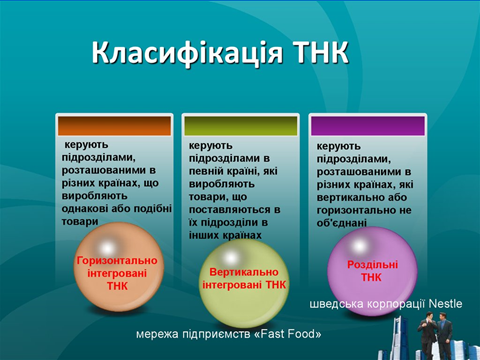 Класифікація ТНК
керують
підрозділами,
розташованими в
різних країнах, що
виробляють
однакові або подібні
товари
керують
підрозділами в
певній країні, які
виробляють
товари, що
поставляються в
їх підрозділи в
інших країнах
керують
підрозділами,
розташованими в
різних країнах, які
вертикально або
горизонтально не
об'єднані
Горизонтально
інтегровані
ТНК
Вертикально
інтегровані ТНК
Роздільні
ТНК
шведська корпорації Nestle
мережа підприємств «Fast Food»